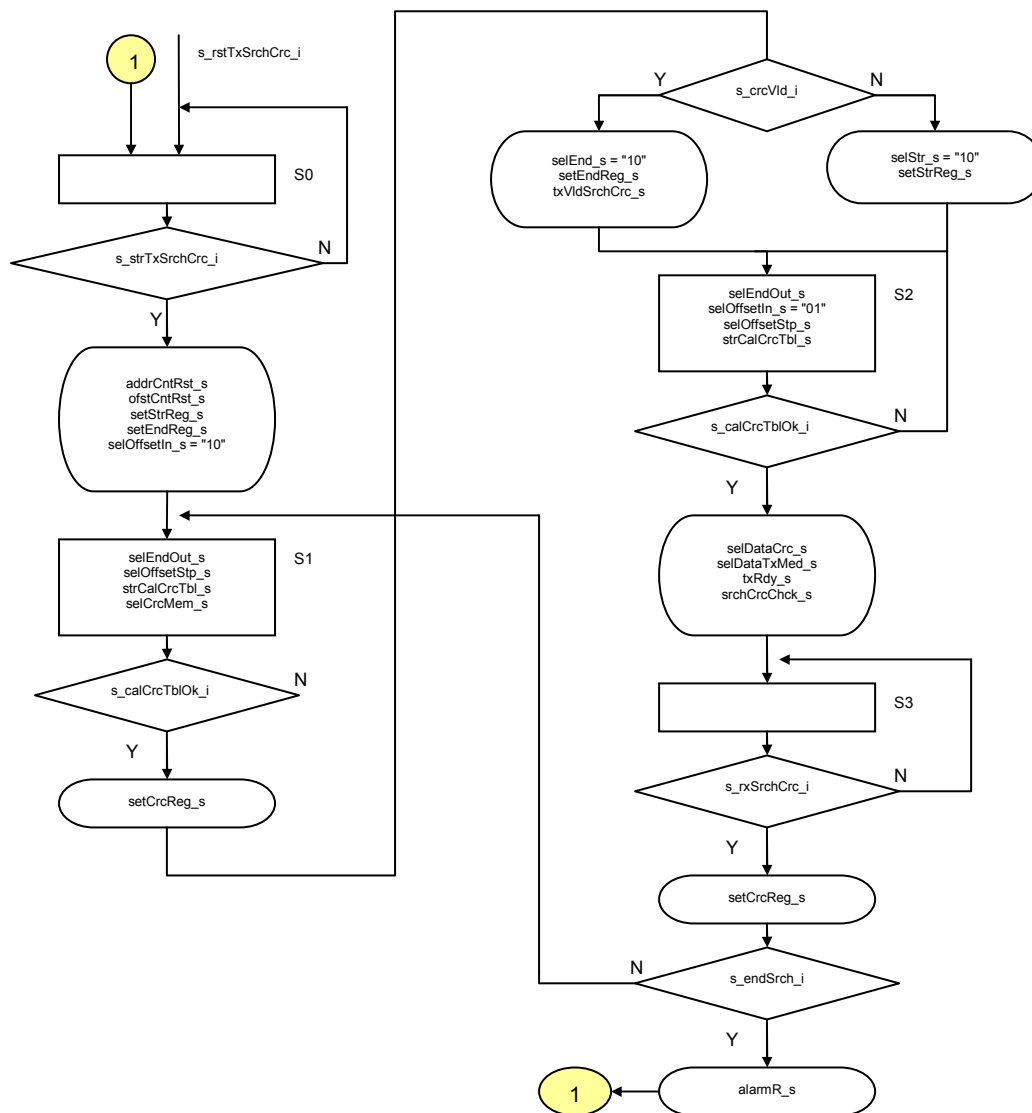 1
s_rstTxSrchCrc_i
S0
s_strTxSrchCrc_i
N
Y
addrCntRst_s
ofstCntRst_s
setStrReg_s
setEndReg_s
selOffsetIn_s = "10"
selEndOut_s
selOffsetStp_s
strCalCrcTbl_s
selCrcMem_s
S1
s_calCrcTblOk_i
N
Y
setCrcReg_s
Y
s_crcVld_i
N
selEnd_s = "10"
setEndReg_s
txVldSrchCrc_s
selStr_s = "10"
setStrReg_s
selEndOut_s
selOffsetIn_s = "01"
selOffsetStp_s
strCalCrcTbl_s
S2
s_calCrcTblOk_i
N
Y
selDataCrc_s
selDataTxMed_s
txRdy_s
srchCrcChck_s
S3
s_rxSrchCrc_i
N
Y
setCrcReg_s
N
s_endSrch_i
Y
1
alarmR_s